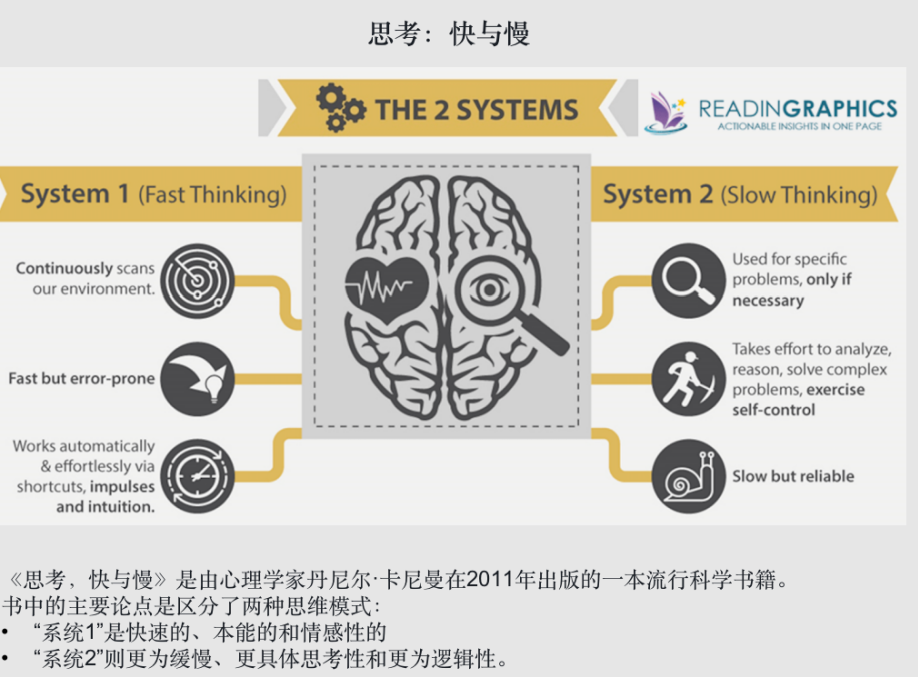 思考：快与慢
THE 2 SYSTEMS
READINGRAPHICS
ACTIONABLE INSIGHTS IN ONE PAGE
System 1 (Fast Thinking)
Continuously scans
our environment.
Fast but error-prone
Works automatically
& effortlessly via
shortcuts, impulses
and intuition.
System 2 (Slow Thinking)
Used for specific
problems, only if
necessary
Takes effort to analyze,
reason, solve complex
problems, exercise
self-control
Slow but reliable
《思考，快与慢》是由心理学家丹尼尔·卡尼曼在2011年出版的一本流行科学书籍。
书中的主要论点是区分了两种思维模式：
• “系统1”是快速的、本能的和情感性的
• “系统2”则更为缓慢、更具体思考性和更为逻辑性。